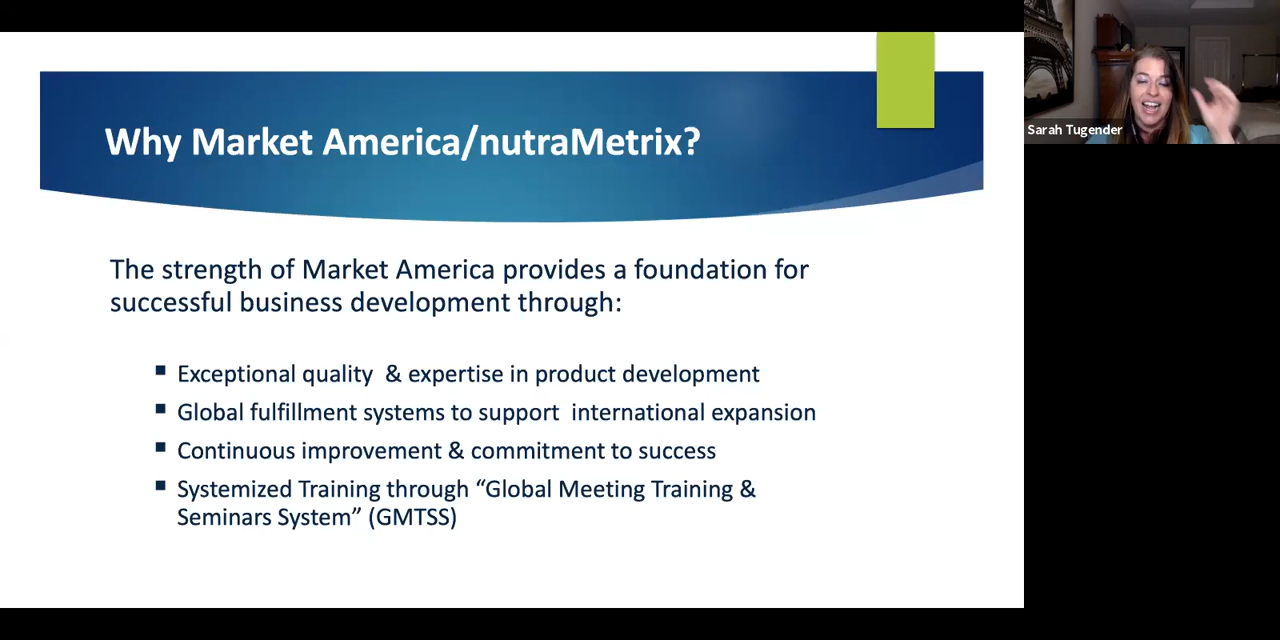 Why Market America/nutraMetrix?
Sarah Tugender
The strength of Market America provides a foundation for
successful business development through:
▪ Exceptional quality & expertise in product development
▪ Global fulfillment systems to support international expansion
▪ Continuous improvement & commitment to success
▪ Systemized Training through “Global Meeting Training &
Seminars System” (GMTSS)